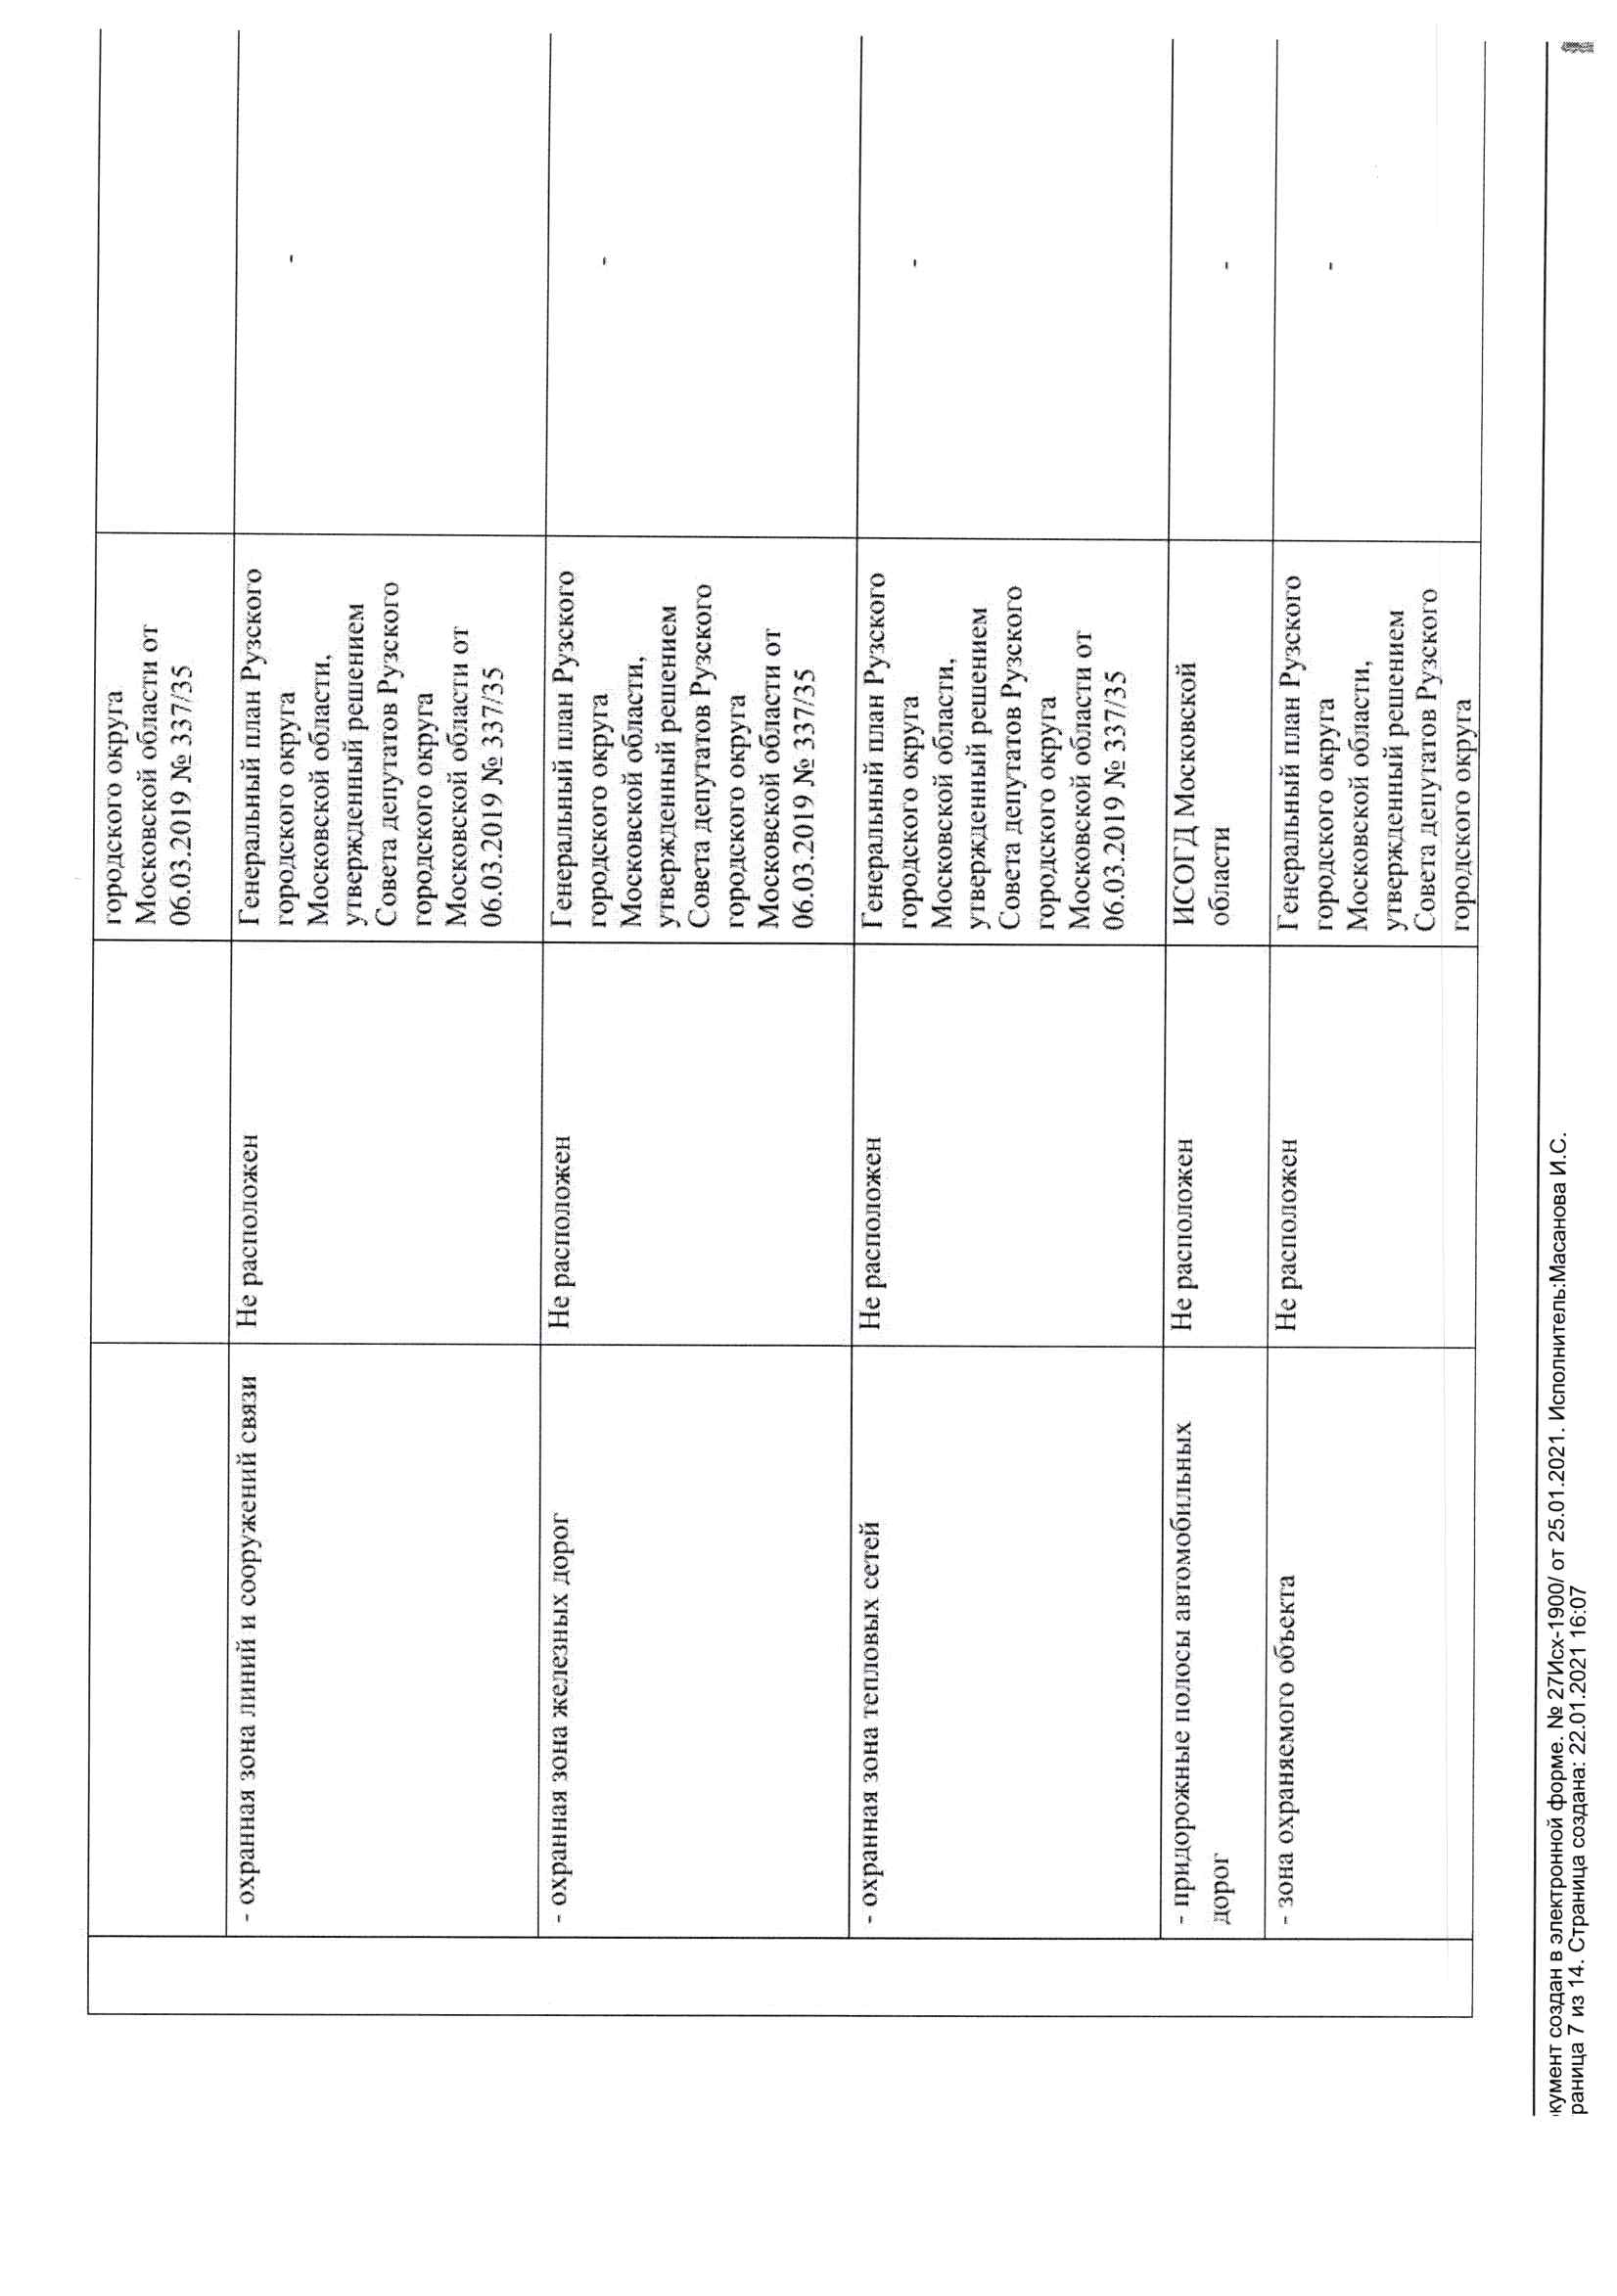 городского округа
Московской области от
06.03.2019 № 337/35
- охранная зона линий и сооружений связи
Не расположен
Генеральный план Рузского
городского округа
Московской области,
утвержденный решением
Совета депутатов Рузского
городского округа
Московской области от
06.03.2019 № 337/35
-
- охранная зона железных дорог
Не расположен
Генеральный план Рузского
городского округа
Московской области,
утвержденный решением
Совета депутатов Рузского
городского округа
Московской области от
06.03.2019 № 337/35
-
- охранная зона тепловых сетей
Не расположен
Генеральный план Рузского
городского округа
Московской области,
утвержденный решением
Совета депутатов Рузского
городского округа
Московской области от
06.03.2019 № 337/35
-
- придорожные полосы автомобильных
дорог
Не расположен
ИСОГД Московской
области
-
- зона охраняемого объекта
Не расположен
Генеральный план Рузского
городского округа
Московской области,
утвержденный решением
Совета депутатов Рузского
городского округа
-
кумент создан в электронной форме. № 27Исх-1900/ от 25.01.2021. Исполнитель:Масанова И.С.
раница 7 из 14. Страница создана: 22.01.2021 16:07